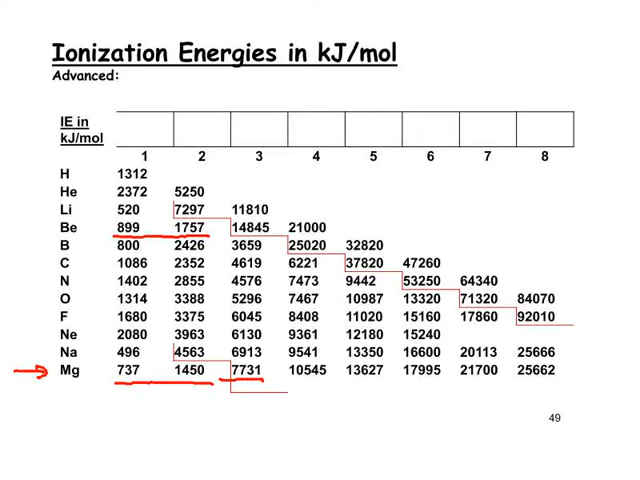 Ionization Energies in kJ/mol
Advanced:
IE in
kJ/mol
1 2 3 4 5 6 7 8
H 1312
He 2372 5250
Li 520 7297 11810
Be 899 1757 14845 21000
B 800 2426 3659 25020 32820
C 1086 2352 4619 6221 37820 47260
N 1402 2855 4576 7473 9442 53250 64340
O 1314 3388 5296 7467 10987 13320 71320 84070
F 1680 3375 6045 8408 11020 15160 17860 92010
Ne 2080 3963 6130 9361 12180 15240
Na 496 4563 6913 9541 13350 16600 20113 25666
Mg 737 1450 7731 10545 13627 17995 21700 25662
49